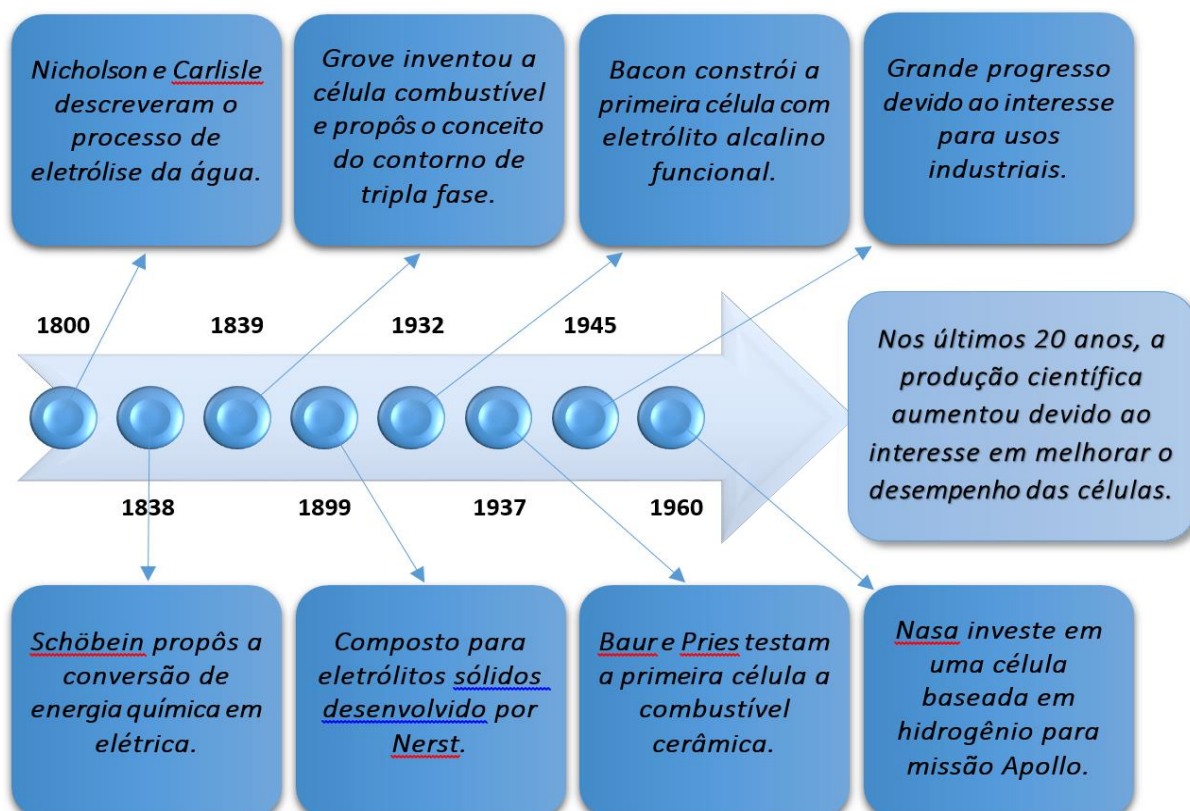 Nicholson e Carlisle
descreveram o
processo de
eletrólise da água.
Grove inventou a
célula combustível
e propôs o conceito
do contorno de
tripla fase.
Bacon constrói a
primeira célula com
eletrólito alcalino
funcional.
Grande progresso
devido ao interesse
para usos
industriais.
1800
1839
1932
1945
Nos últimos 20 anos, a
produção científica
aumentou devido ao
interesse em melhorar o
desempenho das células.
1838
1899
1937
1960
Schöbein propôs a
conversão de
energia química em
elétrica.
Composto para
eletrólitos sólidos
desenvolvido por
Nerst.
Baur e Pries testam
a primeira célula a
combustível
cerâmica.
Nasa investe em
uma célula
baseada em
hidrogênio para
missão Apollo.